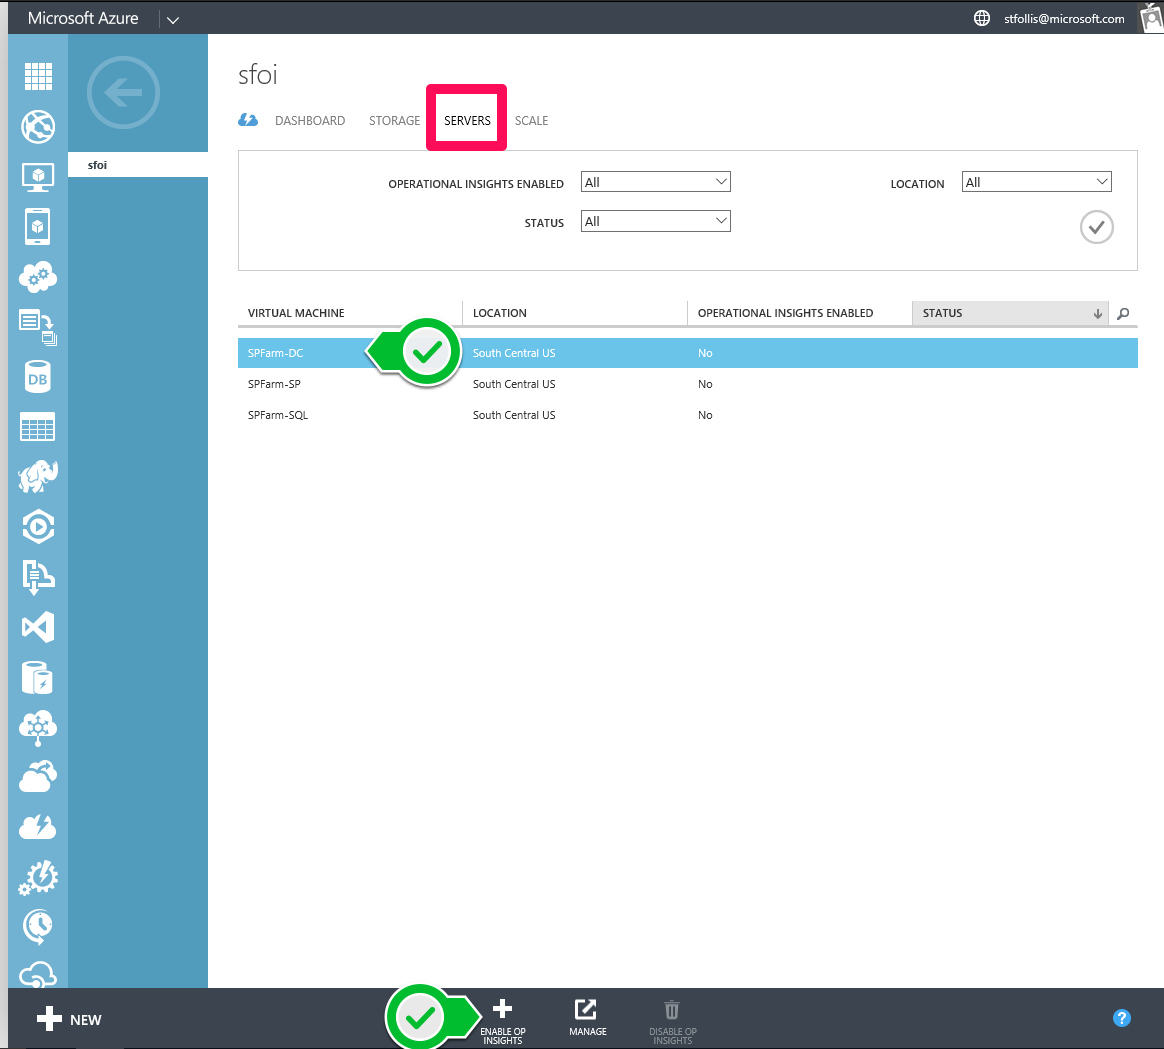 Microsoft Azure
stfollis@microsoft.com
sfoi
sfoi
DASHBOARD STORAGE SERVERS SCALE
OPERATIONAL INSIGHTS ENABLED All LOCATION All
STATUS All
VIRTUAL MACHINE LOCATION OPERATIONAL INSIGHTS ENABLED STATUS
SPFarm-DC South Central US No
SPFarm-SP South Central US No
SPFarm-SQL South Central US No
DB
NEW
ENABLE OP
INSIGHTS
MANAGE
DISABLE OP
INSIGHTS
?